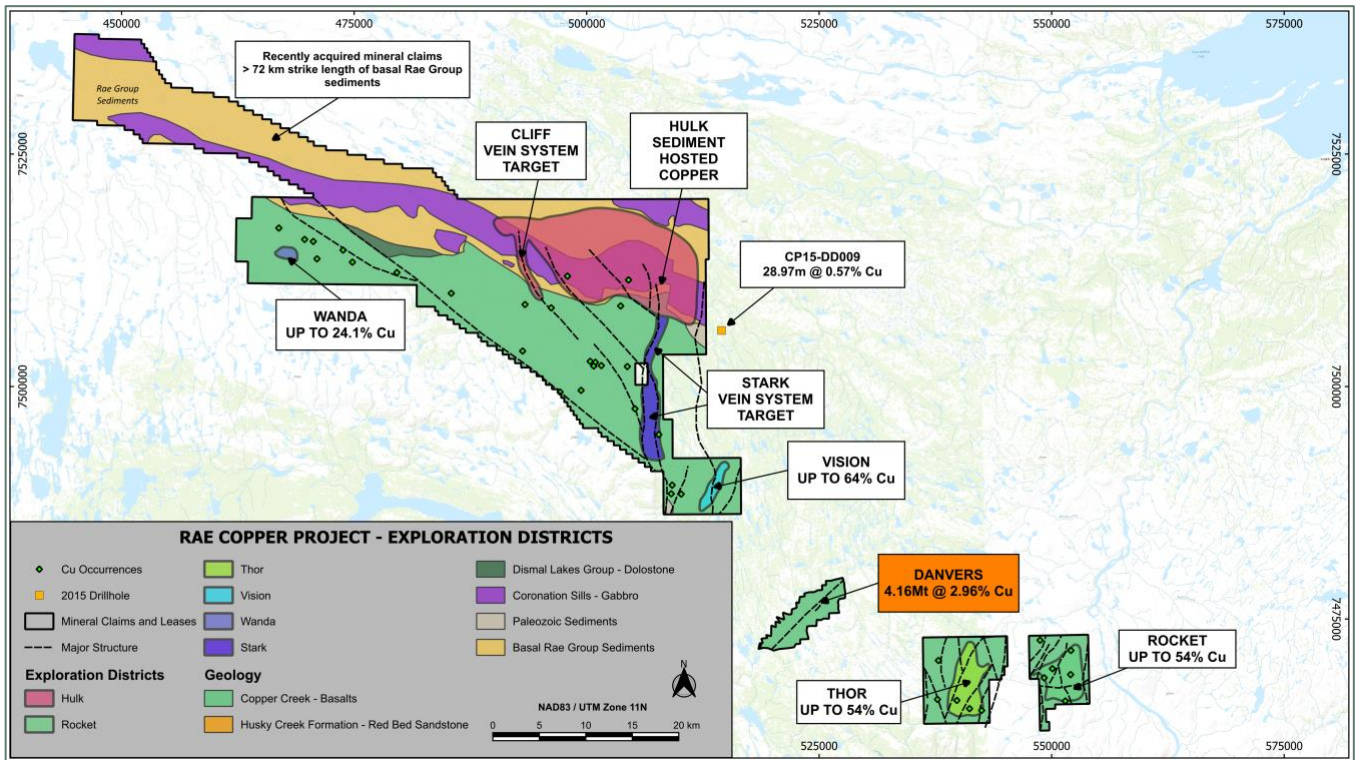 450000
475000
500000
525000
550000
575000
Recently acquired mineral claims
> 72 km strike length of basal Rae Group
sediments
Rae Group
Sediments
7525000
7525000
CLIFF
VEIN SYSTEM
TARGET
HULK
SEDIMENT
HOSTED
COPPER
CP15-DD009
28.97m @ 0.57% Cu
WANDA
UP TO 24.1% Cu
7500000
7500000
STARK
VEIN SYSTEM
TARGET
VISION
UP TO 64% Cu
DANVERS
4.16Mt @ 2.96% Cu
7475000
ROCKET
UP TO 54% Cu
THOR
UP TO 54% Cu
RAE COPPER PROJECT - EXPLORATION DISTRICTS
Cu Occurrences
2015 Drillhole
Mineral Claims and Leases
Major Structure
Exploration Districts
Hulk
Rocket
Thor
Vision
Wanda
Stark
Geology
Copper Creek - Basalts
Husky Creek Formation - Red Bed Sandstone
Dismal Lakes Group - Dolostone
Coronation Sills - Gabbro
Paleozoic Sediments
Basal Rae Group Sediments
N
NAD83 / UTM Zone 11N
0 5 10 15 20 km
525000
550000
575000